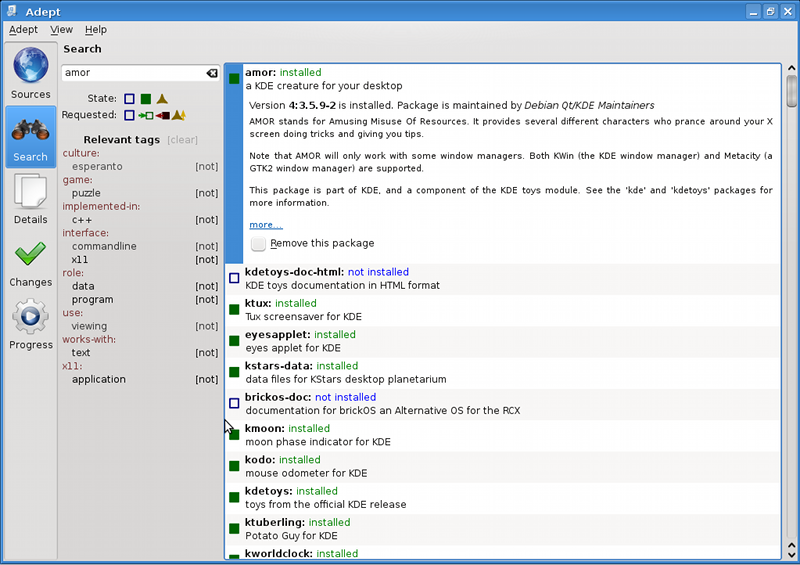 Adept
Adept View Help
Sources
Search
Details
Changes
Progress
Search
amor
State:
Requested:
Relevant tags [clear]
culture:
esperanto [not]
game:
puzzle [not]
implemented-in:
c++ [not]
interface:
commandline [not]
x11 [not]
role:
data [not]
program [not]
use:
viewing [not]
works-with:
text [not]
x11:
application [not]
amor: installed
a KDE creature for your desktop
Version 4:3.5.9-2 is installed. Package is maintained by Debian Qt/KDE Maintainers
AMOR stands for Amusing Misuse Of Resources. It provides several different characters who prance around your X
screen doing tricks and giving you tips.
Note that AMOR will only work with some window managers. Both KWin (the KDE window manager) and Metacity (a
GTK2 window manager) are supported.
This package is part of KDE, and a component of the KDE toys module. See the 'kde' and 'kdetoys' packages for
more information.
more...
Remove this package
kdetoys-doc-html: not installed
KDE toys documentation in HTML format
ktux: installed
Tux screensaver for KDE
eyesapplet: installed
eyes applet for KDE
kstars-data: installed
data files for KStars desktop planetarium
brickos-doc: not installed
documentation for brickOS an Alternative OS for the RCX
kmoon: installed
moon phase indicator for KDE
kodo: installed
mouse odometer for KDE
kdetoys: installed
toys from the official KDE release
ktuberling: installed
Potato Guy for KDE
kworldclock: installed